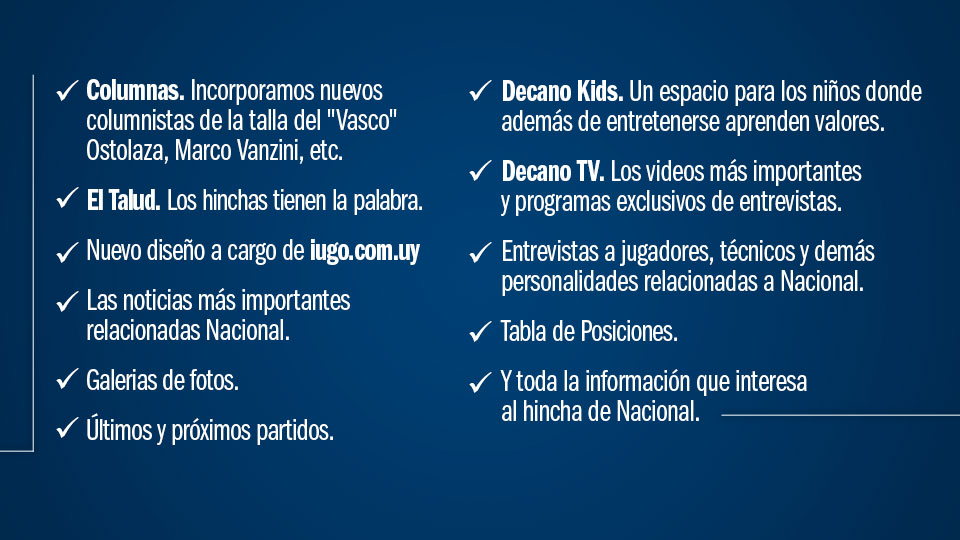 Columnas. Incorporamos nuevos
columnistas de la talla del "Vasco"
Ostolaza, Marco Vanzini, etc.
El Talud. Los hinchas tienen la palabra.
Nuevo diseño a cargo de iugo.com.uy
Las noticias más importantes
relacionadas Nacional.
Galerias de fotos.
Últimos y próximos partidos.
Decano Kids. Un espacio para los niños donde
además de entretenerse aprenden valores.
Decano TV. Los videos más importantes
y programas exclusivos de entrevistas.
Entrevistas a jugadores, técnicos y demás
personalidades relacionadas a Nacional.
Tabla de Posiciones.
Y toda la información que interesa
al hincha de Nacional.